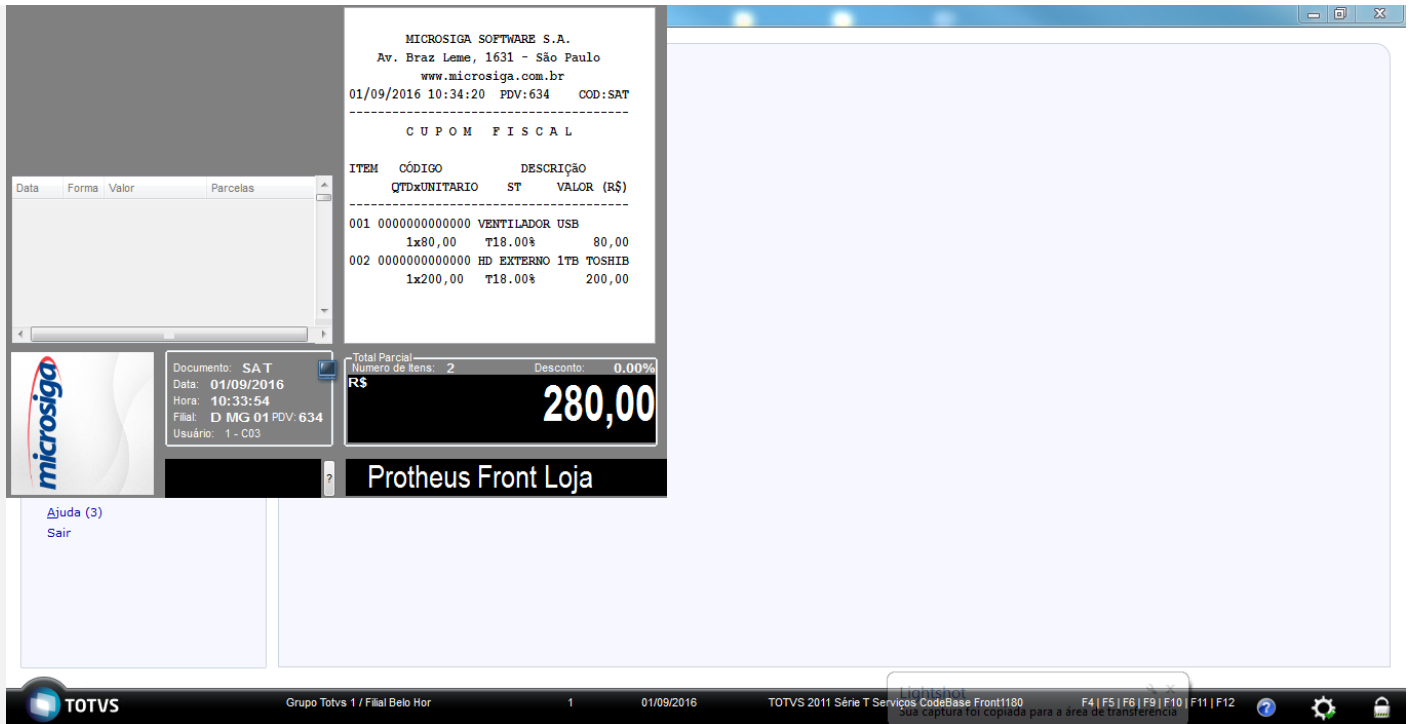 MICROSIGA SOFTWARE S.A.
Av. Braz Leme, 1631 - São Paulo
www.microsiga.com.br
01/09/2016 10:34:20 PDV:634 COD:SAT
---------------------------------------
C U P O M F I S C A L
ITEM CÓDIGO DESCRIÇãO
QTDxUNITARIO ST VALOR (R$)
---------------------------------------
001 0000000000000 VENTILADOR USB
1x80,00 T18.00% 80,00
002 0000000000000 HD EXTERNO 1TB TOSHIB
1x200,00 T18.00% 200,00
Data Forma Valor Parcelas
microsiga
Documento: SAT
Data: 01/09/2016
Hora: 10:33:54
Filial: D MG 01 PDV: 634
Usuário: 1 - C03
Total Parcial
Numero de Itens: 2 Desconto: 0.00%
R$
280,00
?
Protheus Front Loja
Ajuda (3)
Sair
Lightshot
Sua captura foi copiada para a área de transferência
TOTVS Grupo Totvs 1 / Filial Belo Hor 1 01/09/2016 TOTVS 2011 Série T Serviços CodeBase Front1180 F4 | F5 | F6 | F9 | F10 | F11 | F12